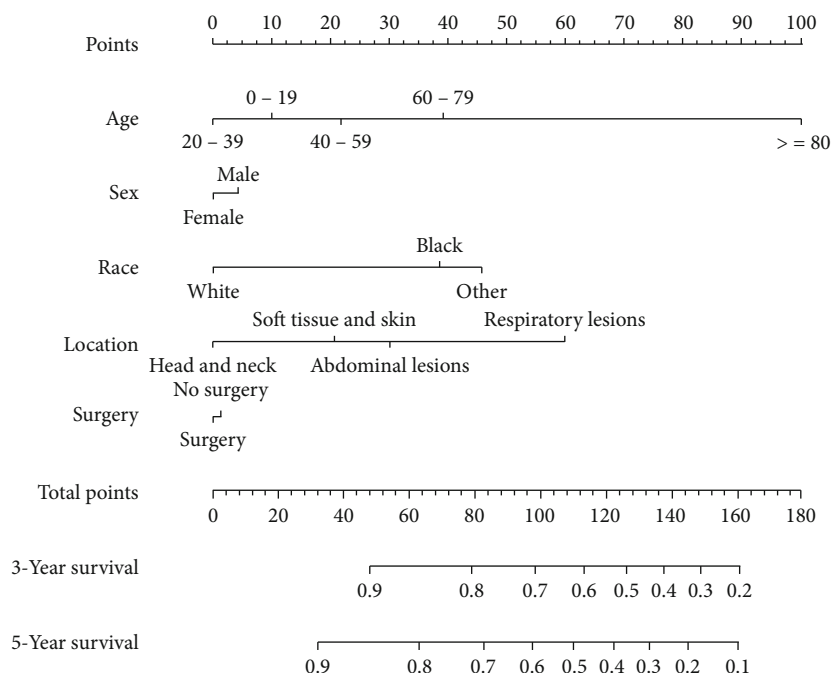 Points
0 10 20 30 40 50 60 70 80 90 100
0 – 19 60 – 79
Age
20 – 39 40 – 59 > = 80
Male
Sex
Female
Black
Race
White Other
Soft tissue and skin Respiratory lesions
Location
Head and neck Abdominal lesions
No surgery
Surgery
Surgery
Total points
0 20 40 60 80 100 120 140 160 180
3-Year survival
0.9 0.8 0.7 0.6 0.5 0.4 0.3 0.2
5-Year survival
0.9 0.8 0.7 0.6 0.5 0.4 0.3 0.2 0.1